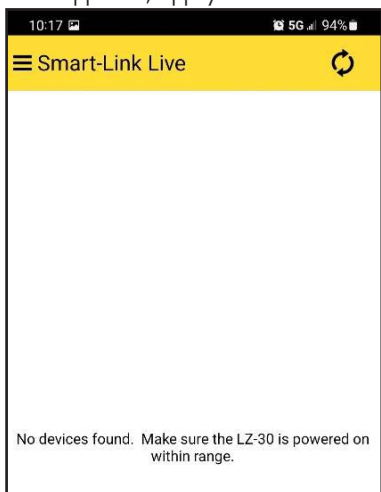 10:17 5G 94%
Smart-Link Live
No devices found.  Make sure the LZ-30 is powered on
within range.